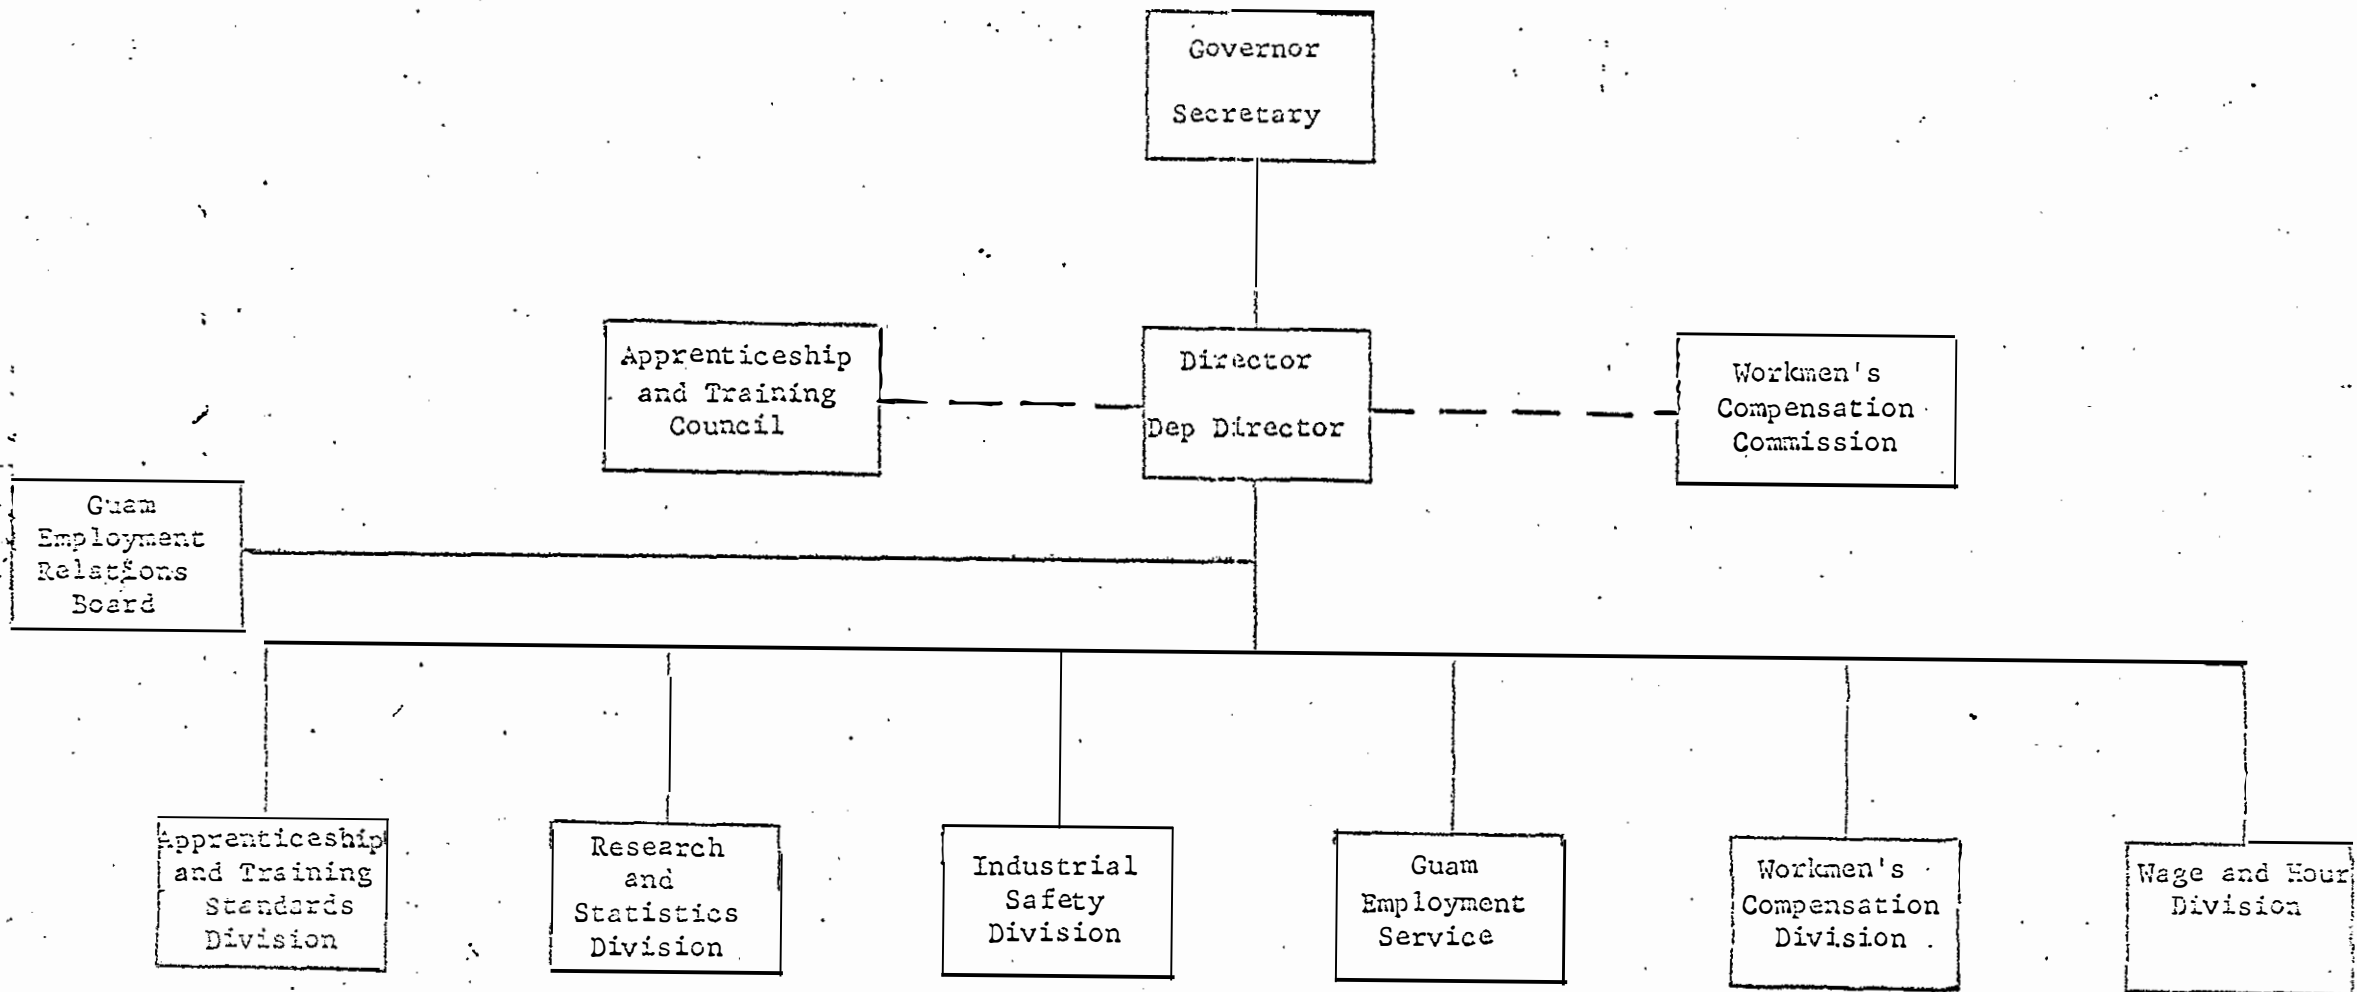 Governor
Secretary
Apprenticeship
and Training
Council
Director
Dep Director
Workmen's
Compensation
Commission
Guam
Employment
Relations
Board
Apprenticeship
and Training
Standards
Division
Research
and
Statistics
Division
Industrial
Safety
Division
Guam
Employment
Service
Workmen's
Compensation
Division
Wage and Hour
Division